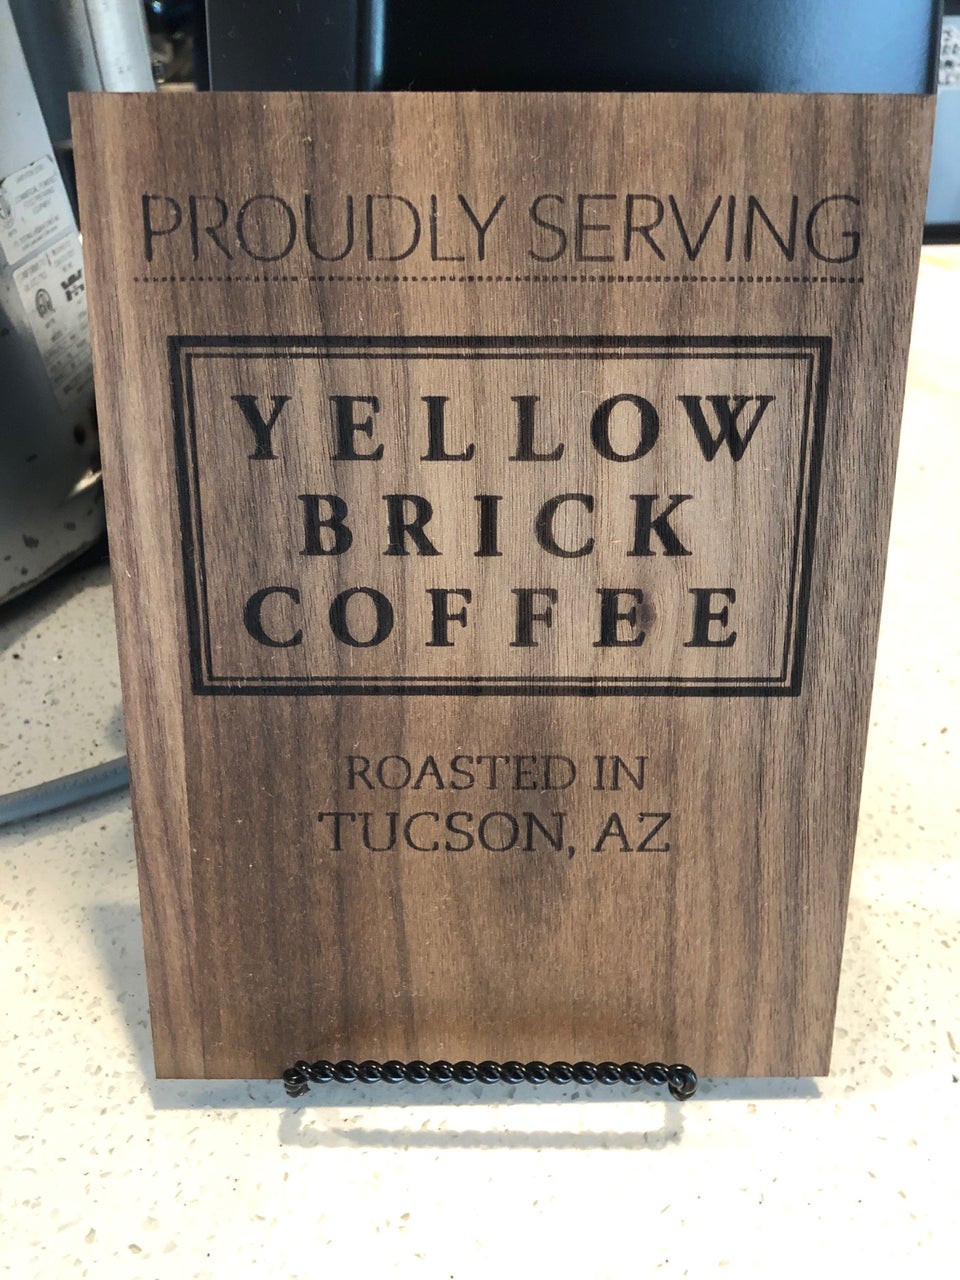 PROUDLY SERVING
YELLOW
BRICK
COFFEE
ROASTED IN
TUCSON, AZ